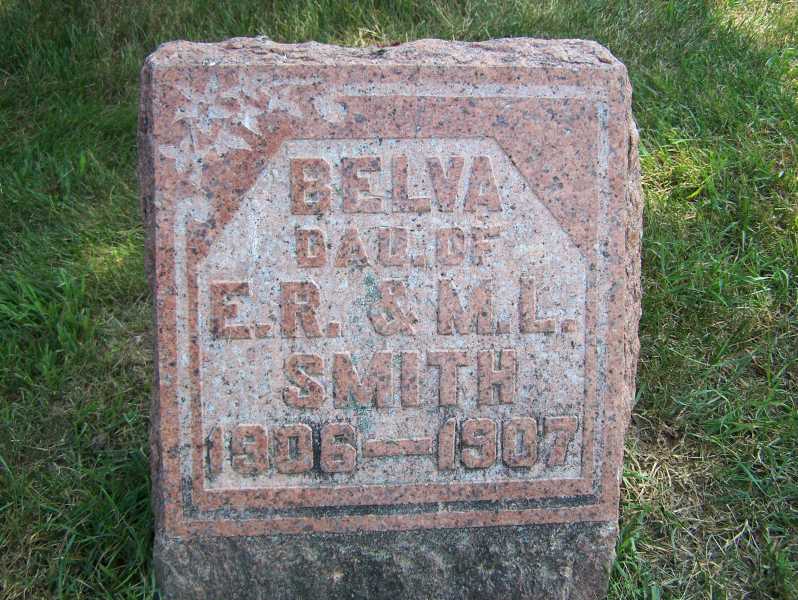 BELVA
DAU. OF
E.R. & M.L.
SMITH
1906—1907